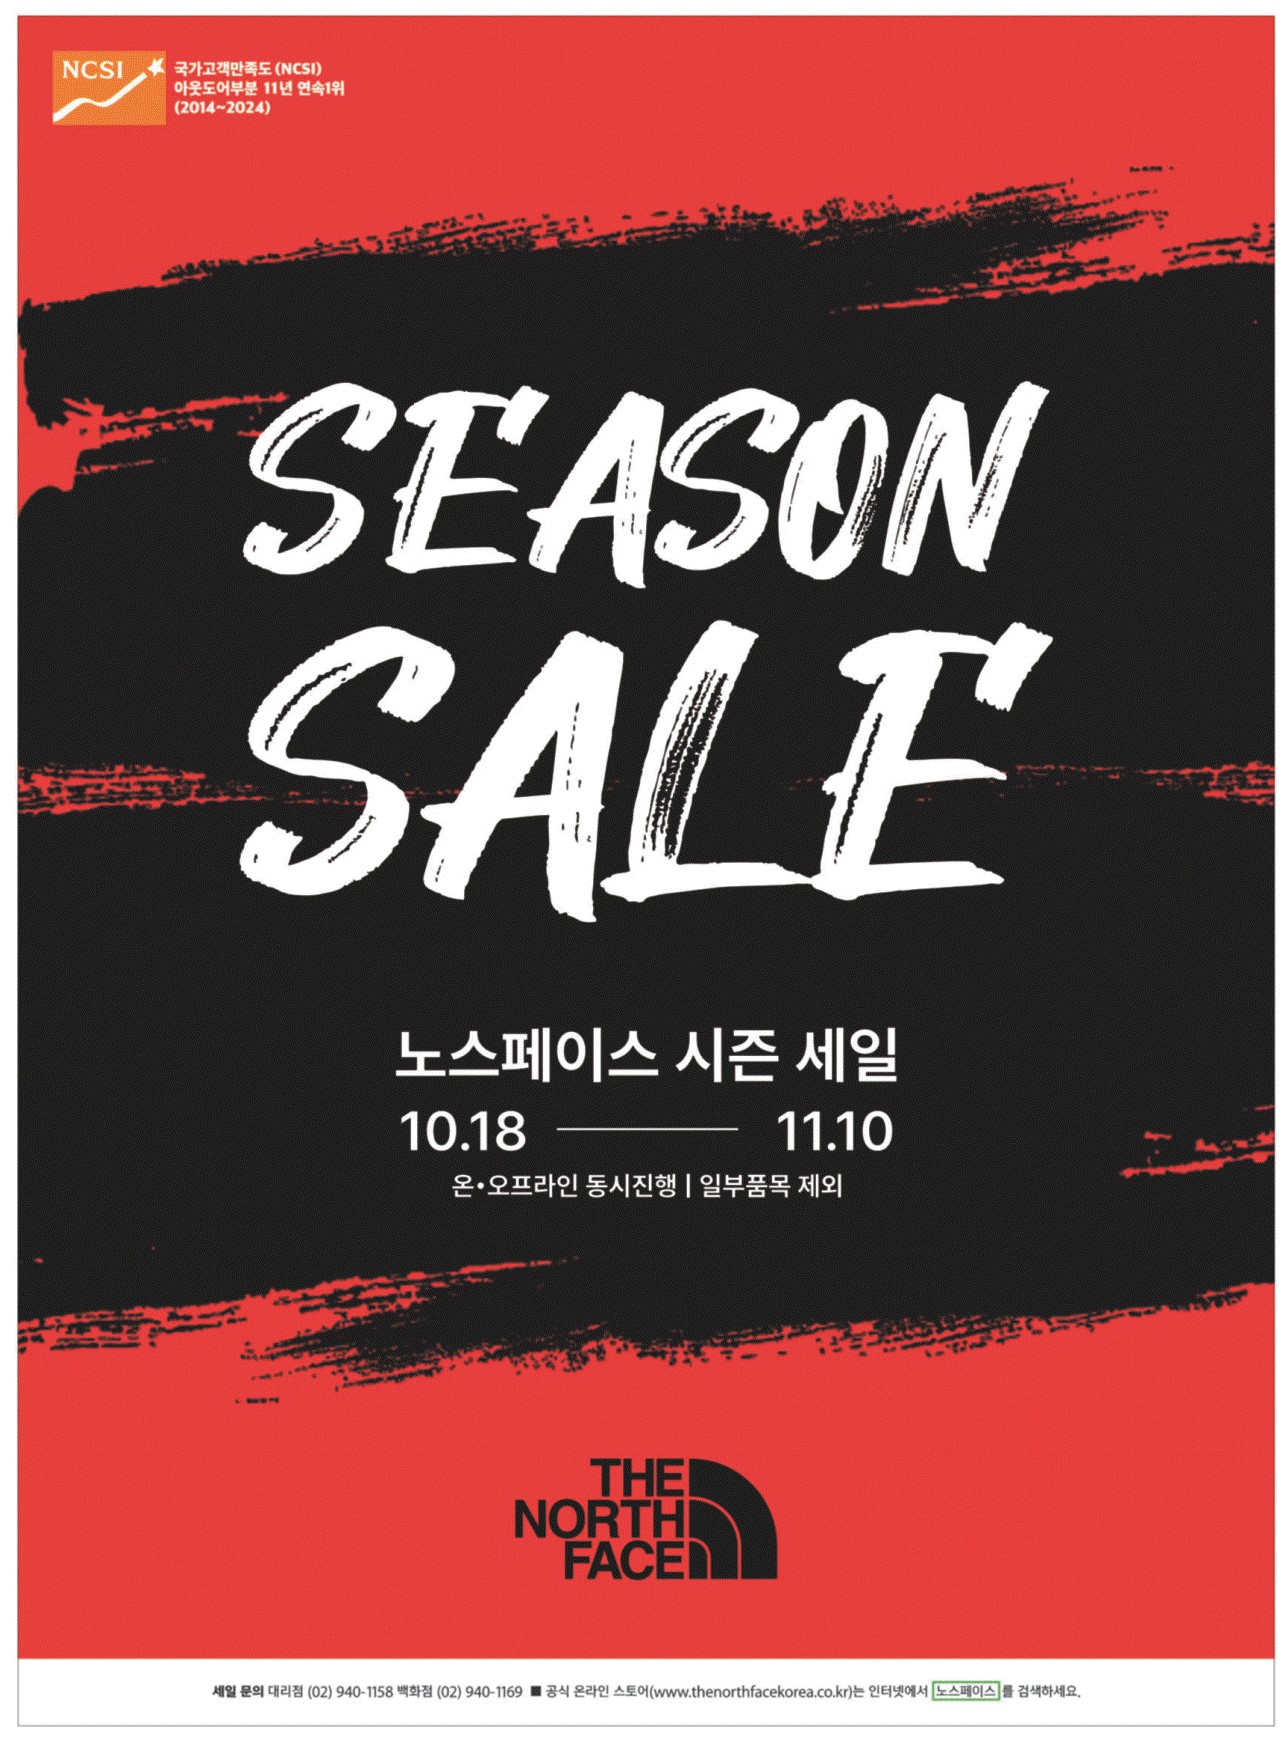 NCSI
국가고객만족도 (NCSI)
아웃도어부문 11년 연속1위
(2014~2024)
SEASON
SALE
노스페이스 시즌 세일
10.18 — 11.10
온•오프라인 동시진행 | 일부품목 제외
THE
NORTH
FACE
세일 문의 대리점 (02) 940-1158 백화점 (02) 940-1169 ■ 공식 온라인 스토어(www.thenorthfacekorea.co.kr)는 인터넷에서 노스페이스 를 검색하세요.